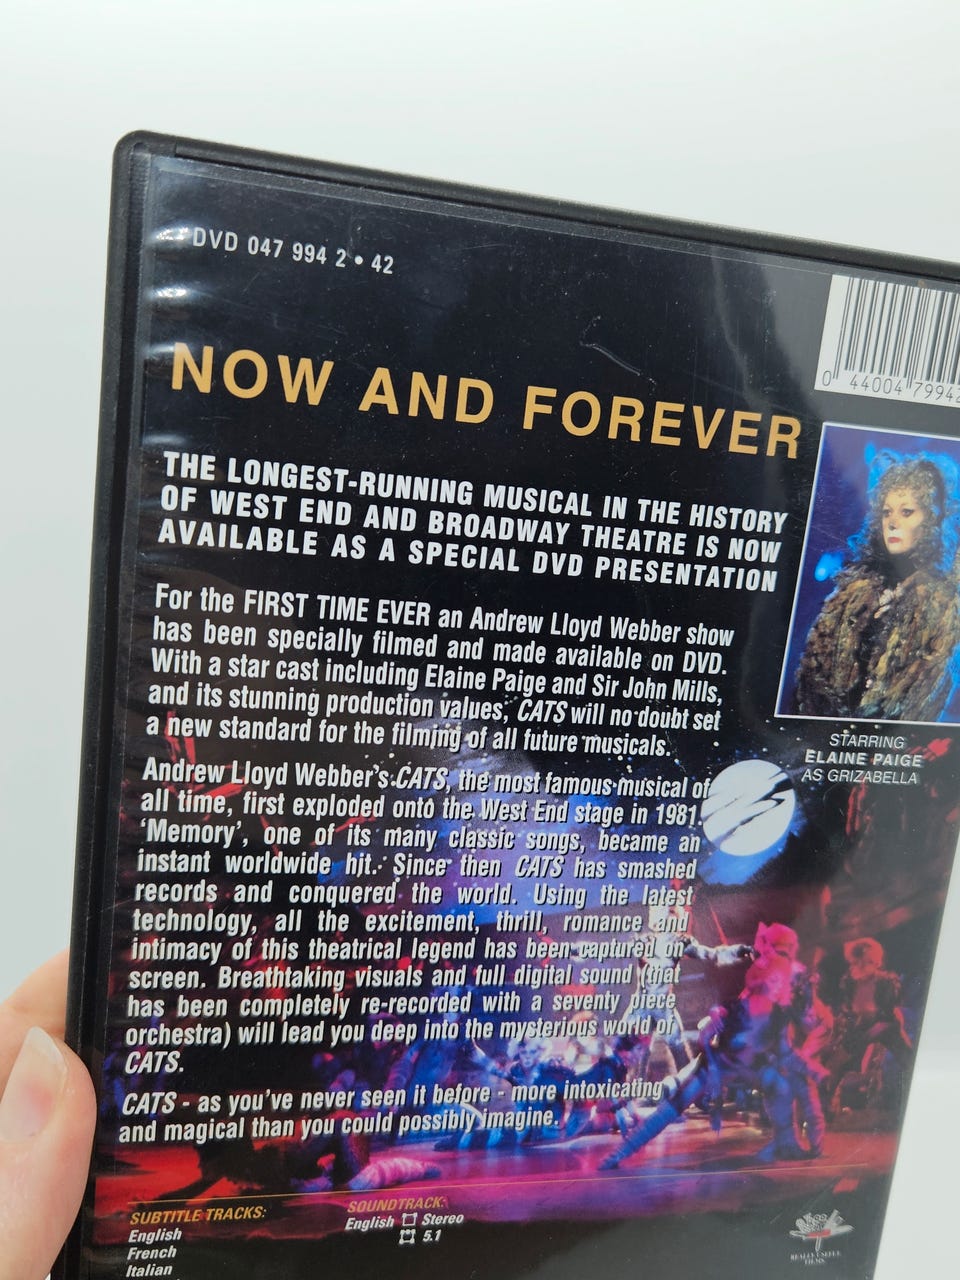 DVD 047 994 2 • 42
0 44004 7994
NOW AND FOREVER
THE LONGEST-RUNNING MUSICAL IN THE HISTORY
OF WEST END AND BROADWAY THEATRE IS NOW
AVAILABLE AS A SPECIAL DVD PRESENTATION
For the FIRST TIME EVER an Andrew Lloyd Webber show
has been specially filmed and made available on DVD.
With a star cast including Elaine Paige and Sir John Mills,
and its stunning production values, CATS will no doubt set
a new standard for the filming of all future musicals.
STARRING
ELAINE PAIGE
AS GRIZABELLA
Andrew Lloyd Webber's CATS, the most famous musical of
all time, first exploded onto the West End stage in 1981.
'Memory', one of its many classic songs, became an
instant worldwide hit. Since then CATS has smashed
records and conquered the world. Using the latest
technology, all the excitement, thrill, romance and
intimacy of this theatrical legend has been captured on
screen. Breathtaking visuals and full digital sound (that
has been completely re-recorded with a seventy piece
orchestra) will lead you deep into the mysterious world of
CATS.
CATS - as you've never seen it before - more intoxicating
and magical than you could possibly imagine.
SUBTITLE TRACKS:
English
French
Italian
SOUNDTRACK:
English Stereo
5.1
REALLY USEFUL
FILMS